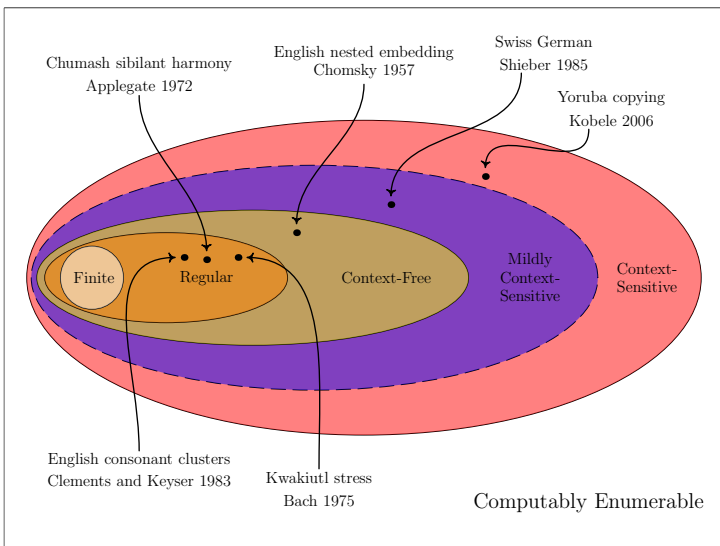 Swiss German
Shieber 1985
English nested embedding
Chomsky 1957
Chumash sibilant harmony
Applegate 1972
Yoruba copying
Kobele 2006
Finite
Regular
Context-Free
Mildly
Context-
Sensitive
Context-
Sensitive
English consonant clusters
Clements and Keyser 1983
Kwakiutl stress
Bach 1975
Computably Enumerable